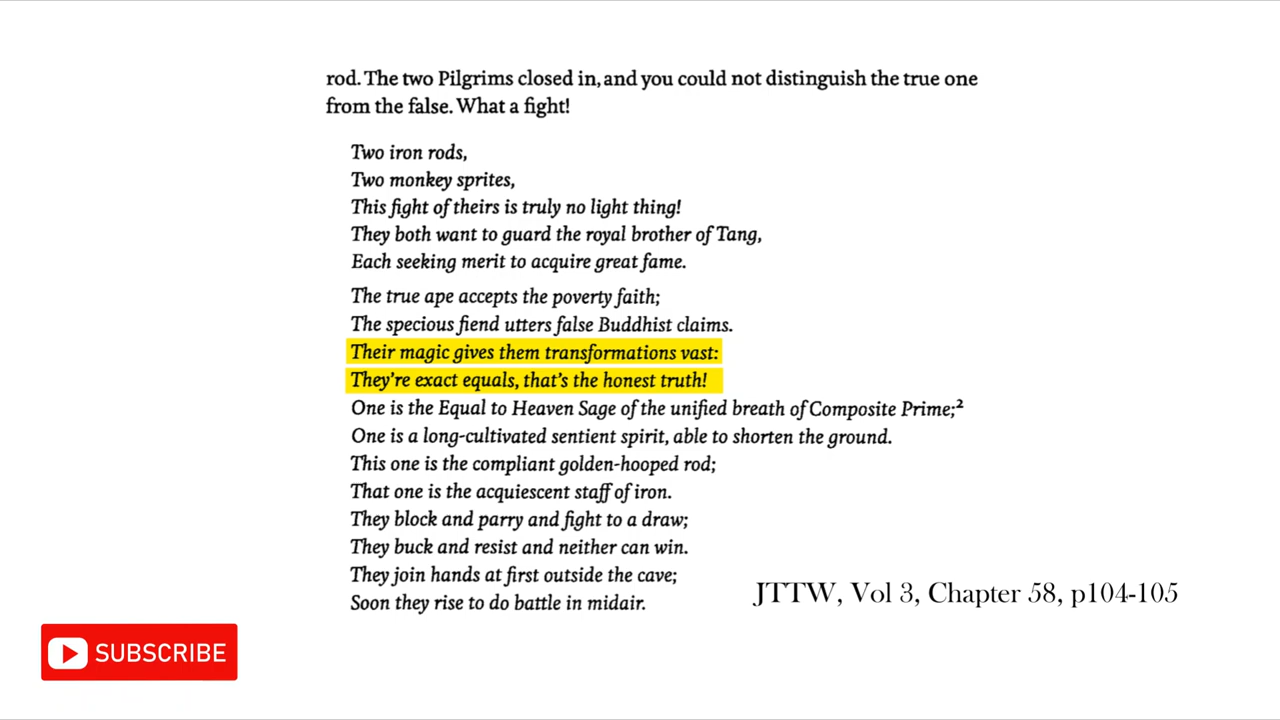 rod. The two Pilgrims closed in, and you could not distinguish the true one
from the false. What a fight!
Two iron rods,
Two monkey sprites,
This fight of theirs is truly no light thing!
They both want to guard the royal brother of Tang,
Each seeking merit to acquire great fame.
The true ape accepts the poverty faith;
The specious fiend utters false Buddhist claims.
Their magic gives them transformations vast:
They're exact equals, that's the honest truth!
One is the Equal to Heaven Sage of the unified breath of Composite Prime;²
One is a long-cultivated sentient spirit, able to shorten the ground.
This one is the compliant golden-hooped rod;
That one is the acquiescent staff of iron.
They block and parry and fight to a draw;
They buck and resist and neither can win.
They join hands at first outside the cave;
Soon they rise to do battle in midair.
JTTW, Vol 3, Chapter 58, p104-105
SUBSCRIBE